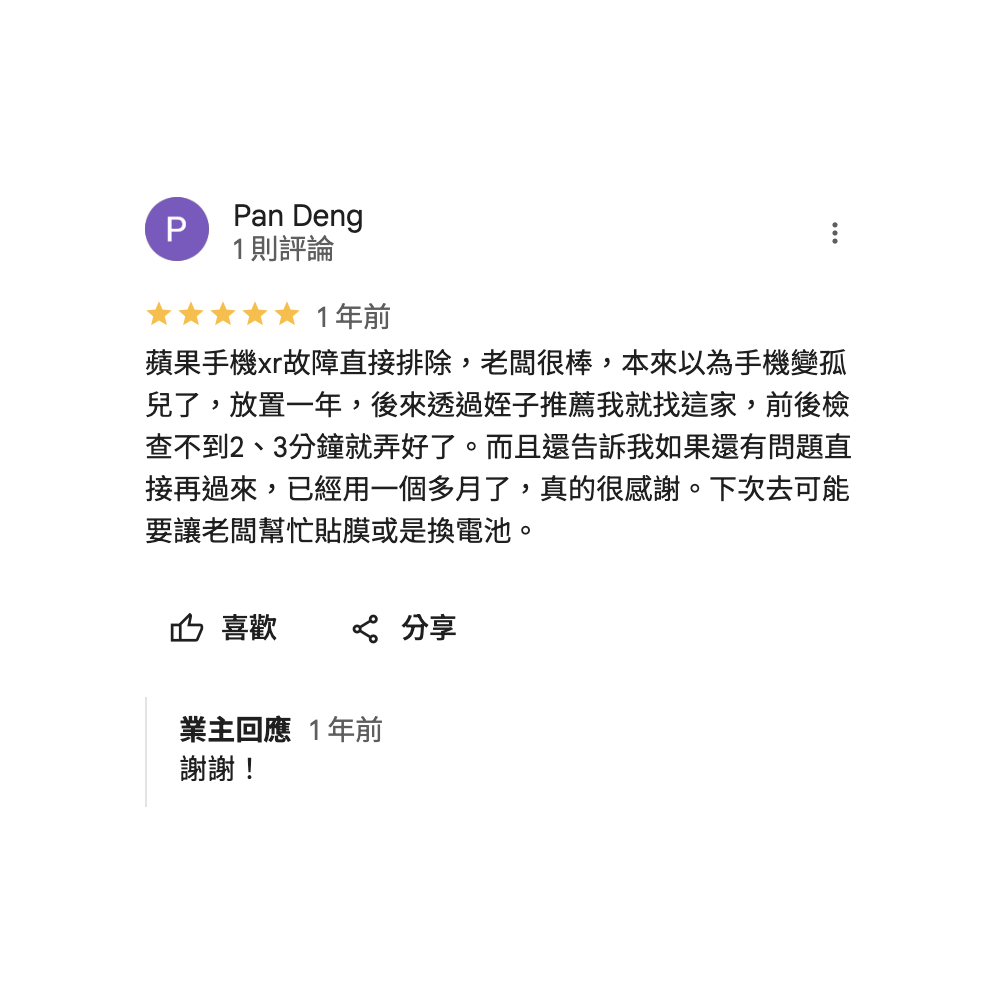 P
Pan Deng
1 則評論
1 年前
蘋果手機xr故障直接排除，老闆很棒，本來以為手機變孤
兒了，放置一年，後來透過姪子推薦我就找這家，前後檢
查不到2、3分鐘就弄好了。而且還告訴我如果還有問題直
接再過來，已經用一個多月了，真的很感謝。下次去可能
要讓老闆幫忙貼膜或是換電池。
喜歡 分享
業主回應 1 年前
謝謝！